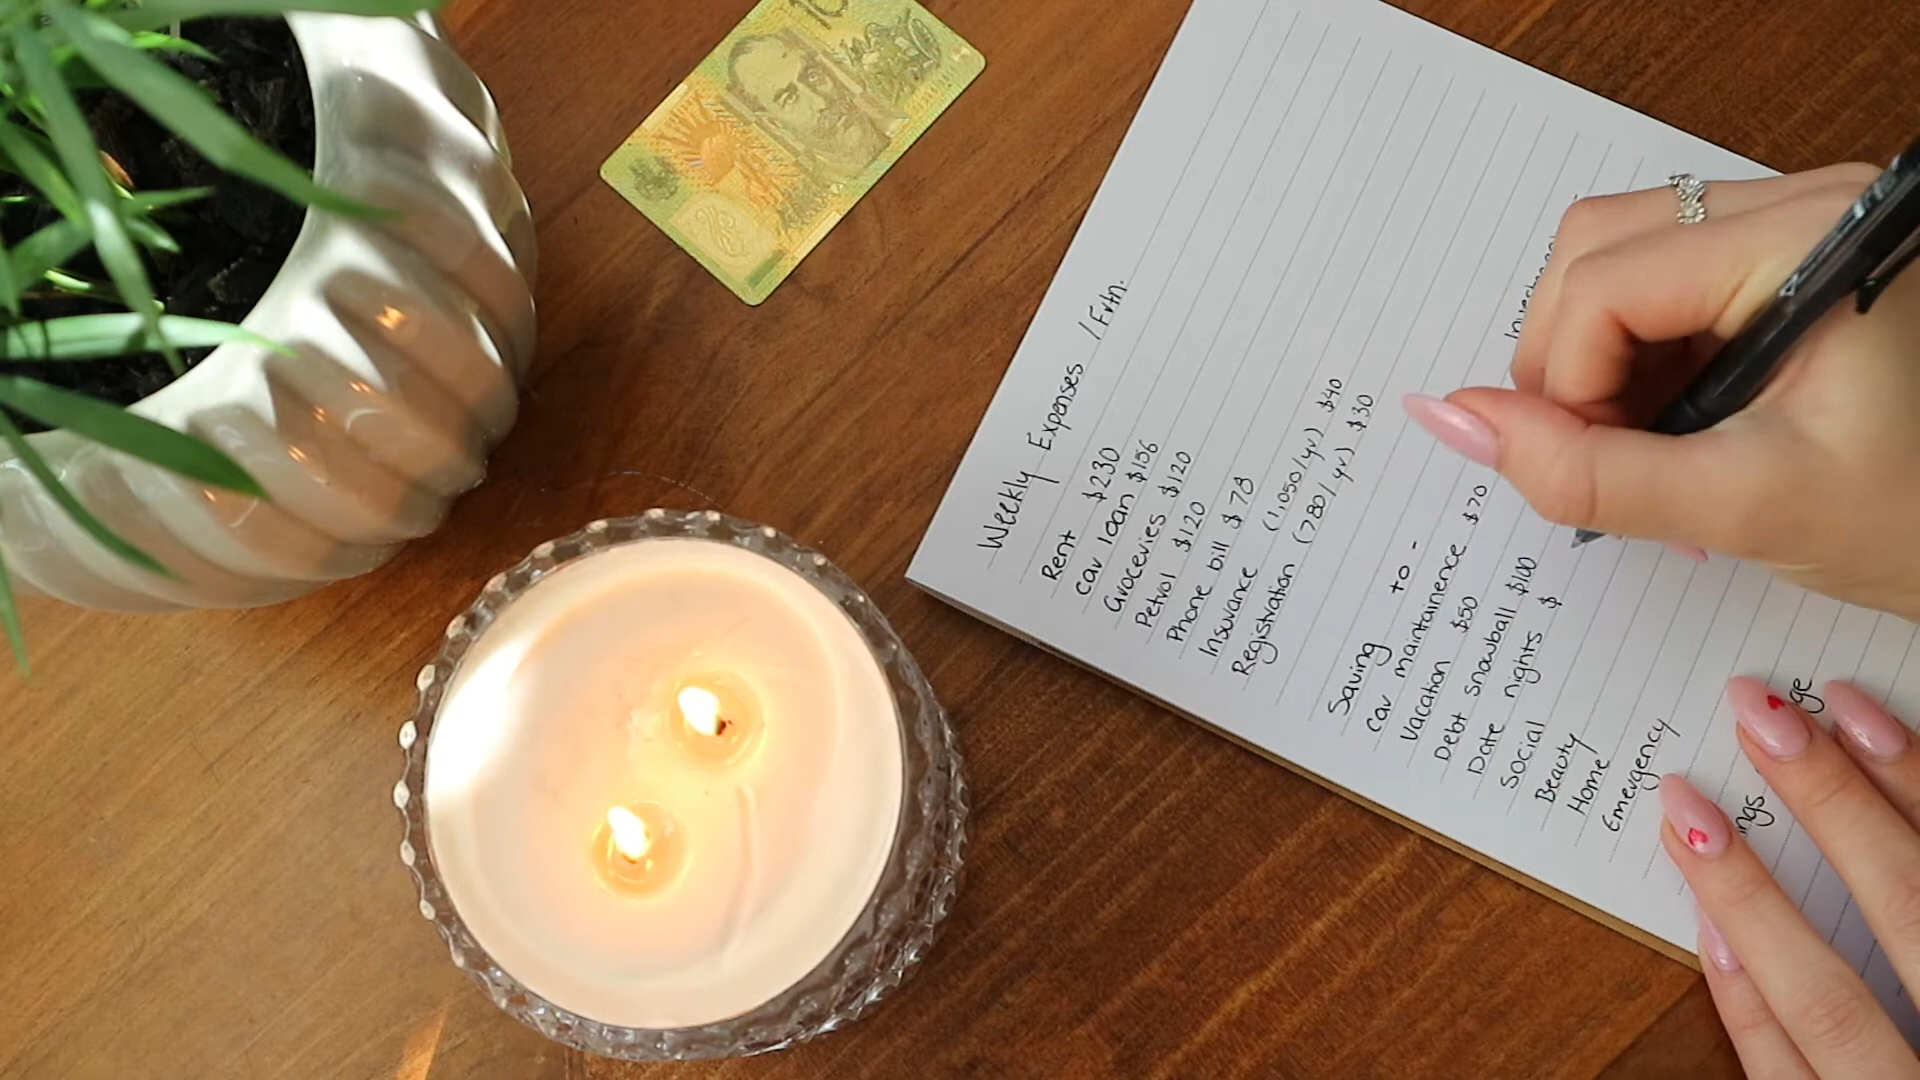 10
Weekly Expenses /Frtn.
Rent $230
car loan $156
Groceries $120
Petrol $120
Phone bill $78
Insurance (1,050/yr) $40
Registration (780/yr) $30
Saving to -
car maintainence $70
Vacation $50
Debt snowball $100
Date nights $
Social
Beauty
Home
Emergency